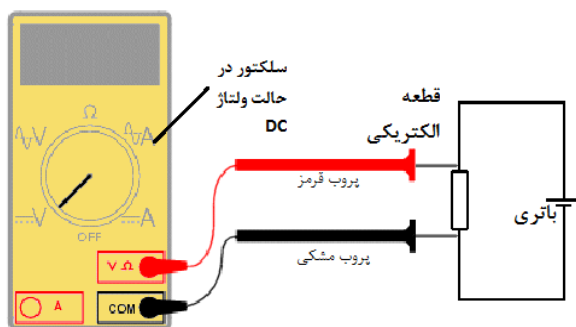 سلکتور در
حالت ولتاژ
DC
قطعه
الکتریکی
پروب قرمز
پروب مشکی
باتری
Ω
V
A
V
A
OFF
V Ω
A
COM